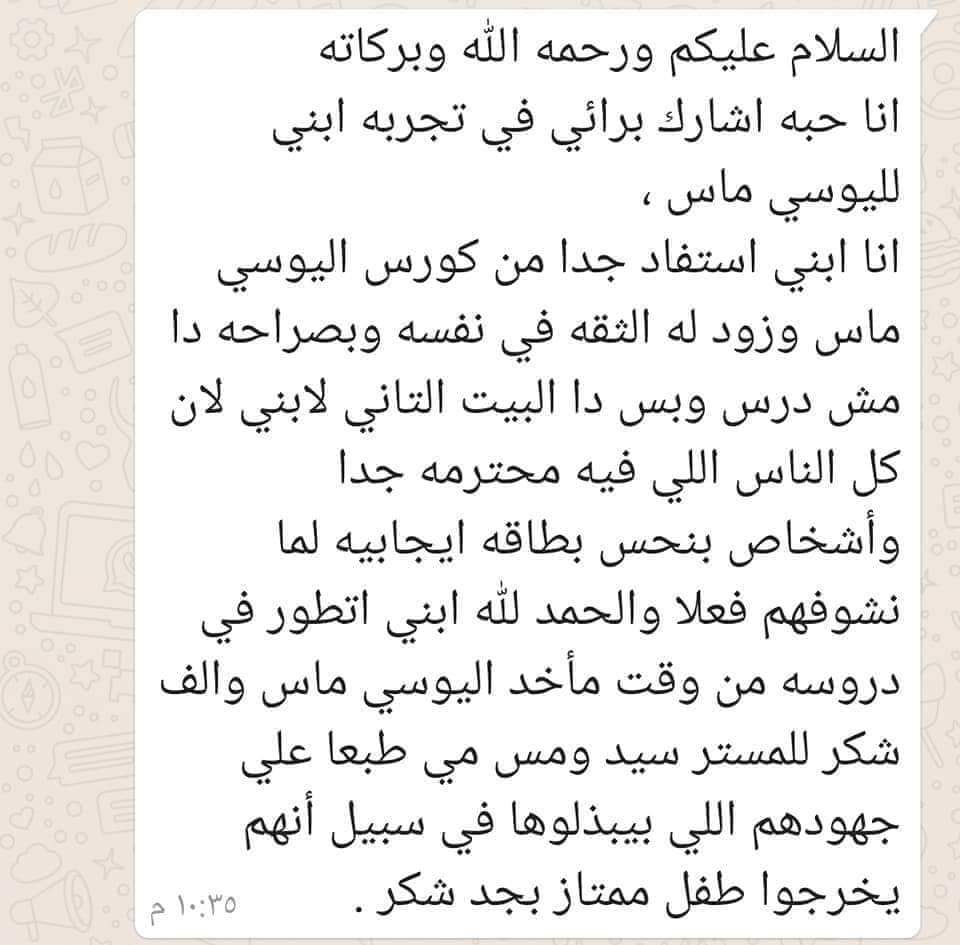 السلام عليكم ورحمه الله وبركاته
انا حبه اشارك برائي في تجربه ابني
لليوسي ماس ،
انا ابني استفاد جدا من كورس اليوسي
ماس وزود له الثقه في نفسه وبصراحه دا
مش درس وبس دا البيت التاني لابني لان
كل الناس اللي فيه محترمه جدا
وأشخاص بنحس بطاقه ايجابيه لما
نشوفهم فعلا والحمد لله ابني اتطور في
دروسه من وقت مأخد اليوسي ماس والف
شكر للمستر سيد ومس مي طبعا علي
جهودهم اللي بيبذلوها في سبيل أنهم
يخرجوا طفل ممتاز بجد شكر .
١٠:٣٥ م